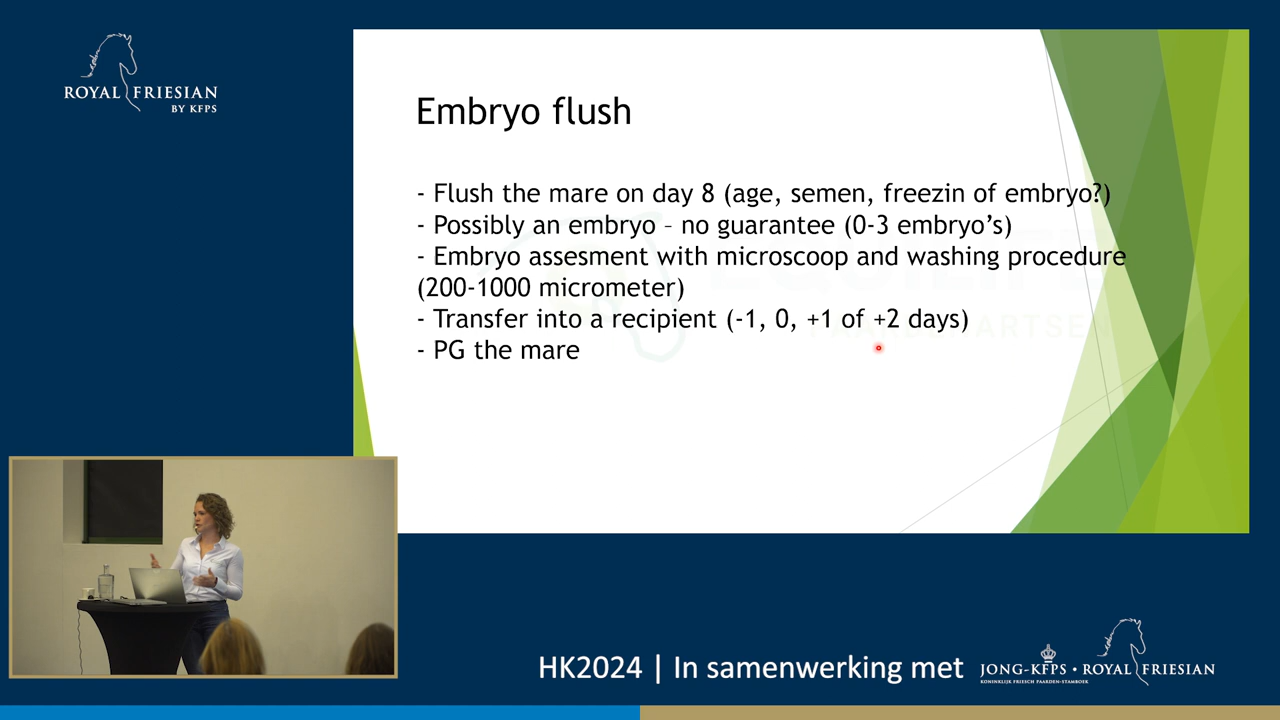 ROYAL FRIESIAN
BY KFPS
Embryo flush
- Flush the mare on day 8 (age, semen, freezin of embryo?)
- Possibly an embryo – no guarantee (0-3 embryo’s)
- Embryo assesment with microscoop and washing procedure
(200-1000 micrometer)
- Transfer into a recipient (-1, 0, +1 of +2 days)
- PG the mare
HK2024 | In samenwerking met
JONG-KFPS • ROYAL FRIESIAN
KONINKLIJK FRIESCH PAARDEN-STAMBOEK